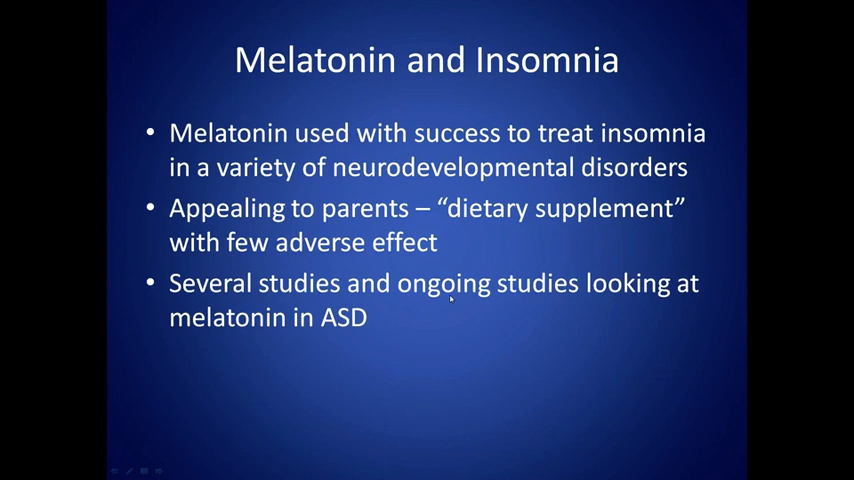 Melatonin and Insomnia
• Melatonin used with success to treat insomnia
in a variety of neurodevelopmental disorders
• Appealing to parents – “dietary supplement”
with few adverse effect
• Several studies and ongoing studies looking at
melatonin in ASD